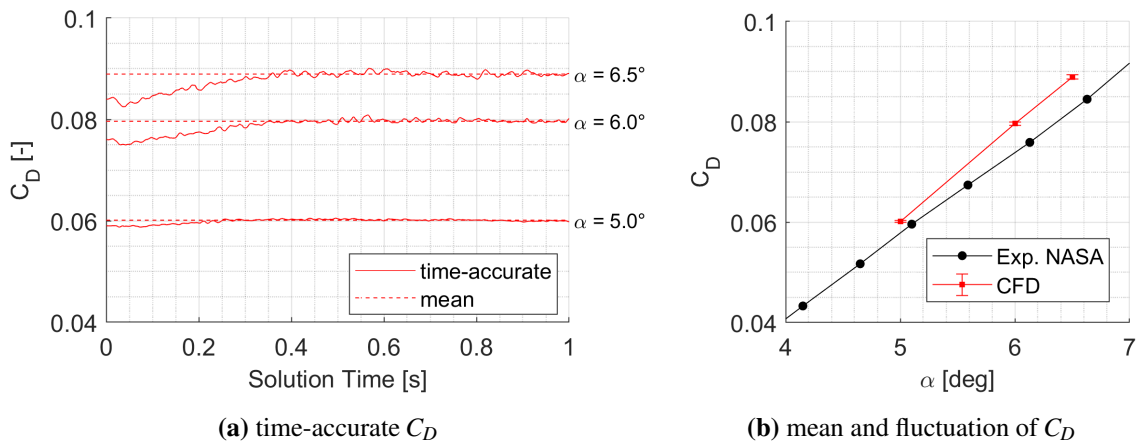 0.1
0.08
0.06
0.04
C_D [-]
α = 6.5°
α = 6.0°
α = 5.0°
time-accurate
mean
0
0.2
0.4
0.6
0.8
1
Solution Time [s]
(a) time-accurate C_D
0.1
0.08
0.06
0.04
C_D
Exp. NASA
CFD
4
5
6
7
α [deg]
(b) mean and fluctuation of C_D